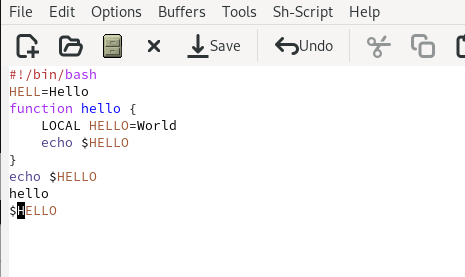 File Edit Options Buffers Tools Sh-Script Help
Save Undo
#!/bin/bash
HELL=Hello
function hello {
    LOCAL HELLO=World
    echo $HELLO
}
echo $HELLO
hello
$HELLO